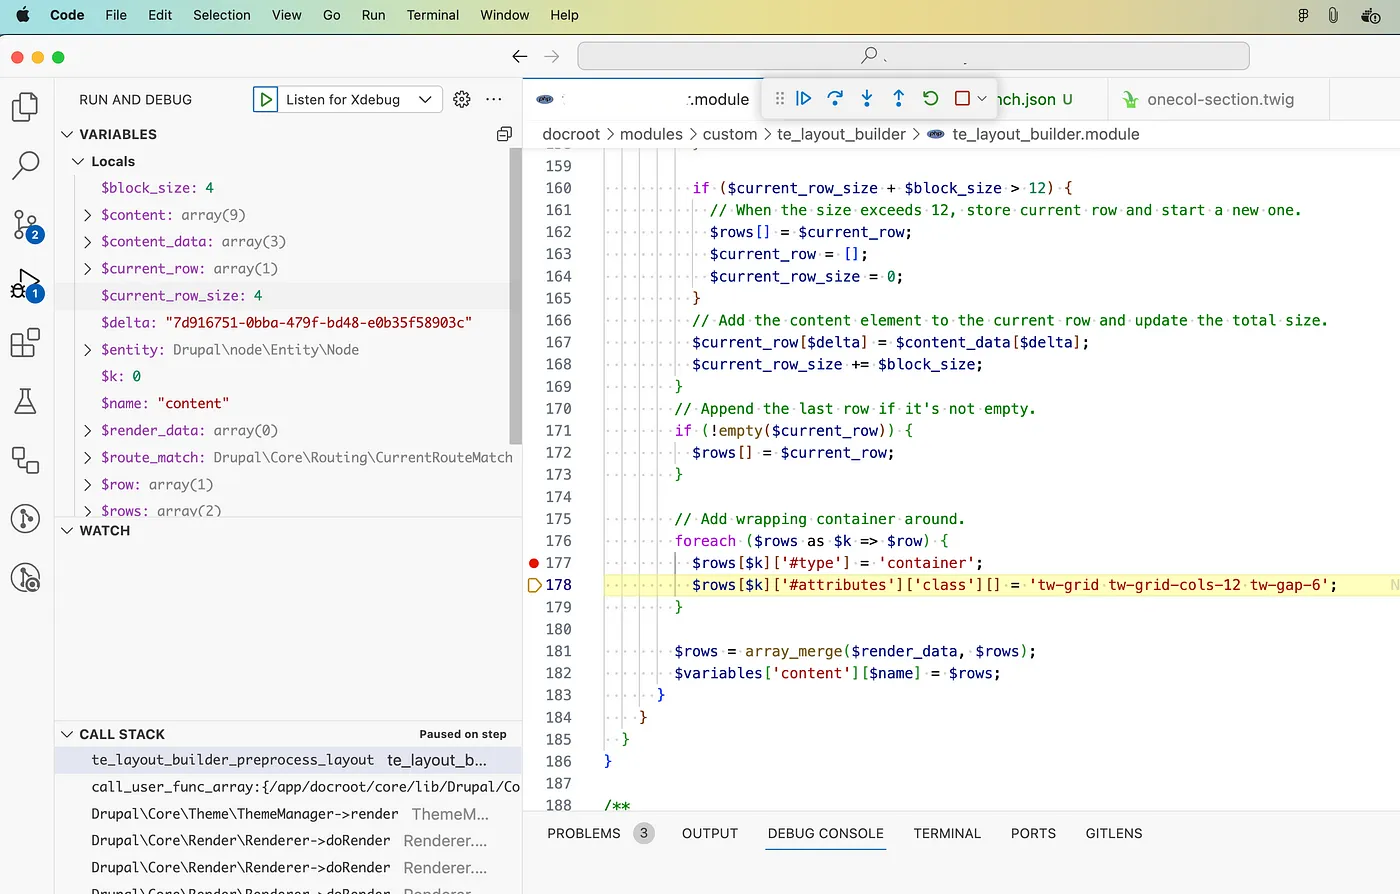 Code File Edit Selection View Go Run Terminal Window Help
RUN AND DEBUG Listen for Xdebug
.module
nch.json U
onecol-section.twig
docroot > modules > custom > te_layout_builder > te_layout_builder.module
VARIABLES
Locals
$block_size: 4
$content: array(9)
$content_data: array(3)
$current_row: array(1)
$current_row_size: 4
$delta: "7d916751-0bba-479f-bd48-e0b35f58903c"
$entity: Drupal\node\Entity\Node
$k: 0
$name: "content"
$render_data: array(0)
$route_match: Drupal\Core\Routing\CurrentRouteMatch
$row: array(1)
$rows: array(2)
WATCH
CALL STACK Paused on step
te_layout_builder_preprocess_layout te_layout_b...
call_user_func_array:{/app/docroot/core/lib/Drupal/Co
Drupal\Core\Theme\ThemeManager->render ThemeM...
Drupal\Core\Render\Renderer->doRender Renderer....
Drupal\Core\Render\Renderer->doRender Renderer....
Drupal\Core\Render\Renderer->doRender Renderer....
2
1
159
160 if ($current_row_size + $block_size > 12) {
161 // When the size exceeds 12, store current row and start a new one.
162 $rows[] = $current_row;
163 $current_row = [];
164 $current_row_size = 0;
165 }
166 // Add the content element to the current row and update the total size.
167 $current_row[$delta] = $content_data[$delta];
168 $current_row_size += $block_size;
169 }
170 // Append the last row if it's not empty.
171 if (!empty($current_row)) {
172 $rows[] = $current_row;
173 }
174
175 // Add wrapping container around.
176 foreach ($rows as $k => $row) {
177 $rows[$k]['#type'] = 'container';
178 $rows[$k]['#attributes']['class'][] = 'tw-grid tw-grid-cols-12 tw-gap-6';
179 }
180
181 $rows = array_merge($render_data, $rows);
182 $variables['content'][$name] = $rows;
183 }
184 }
185 }
186 }
187
188 /**
PROBLEMS 3 OUTPUT DEBUG CONSOLE TERMINAL PORTS GITLENS